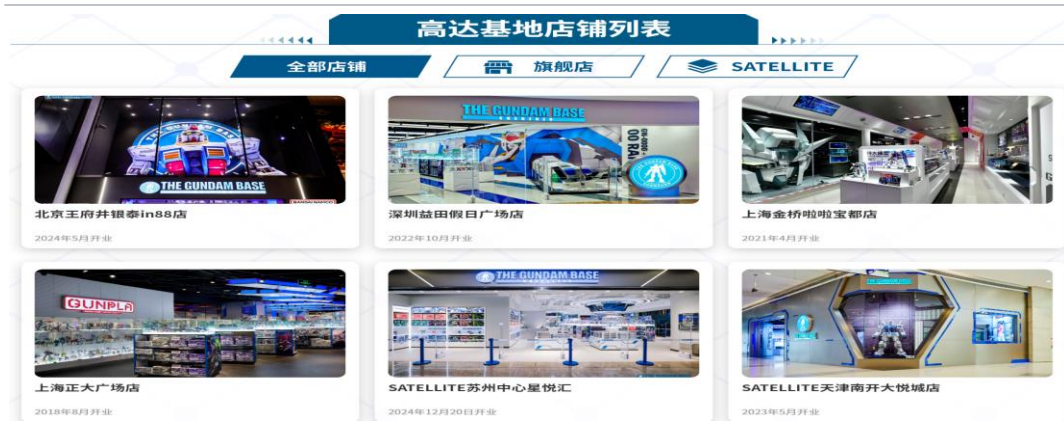 高达基地店铺列表
全部店铺
旗舰店
SATELLITE
THE GUNDAM BASE
北京王府井银泰in88店
2024年5月开业
THE GUNDAM BASE
深圳益田假日广场店
2022年10月开业
上海金桥啦啦宝都店
2021年4月开业
GUNPLA
上海正大广场店
2018年8月开业
THE GUNDAM BASE
SATELLITE苏州中心星悦汇
2024年12月20日开业
SATELLITE天津南开大悦城店
2023年5月开业